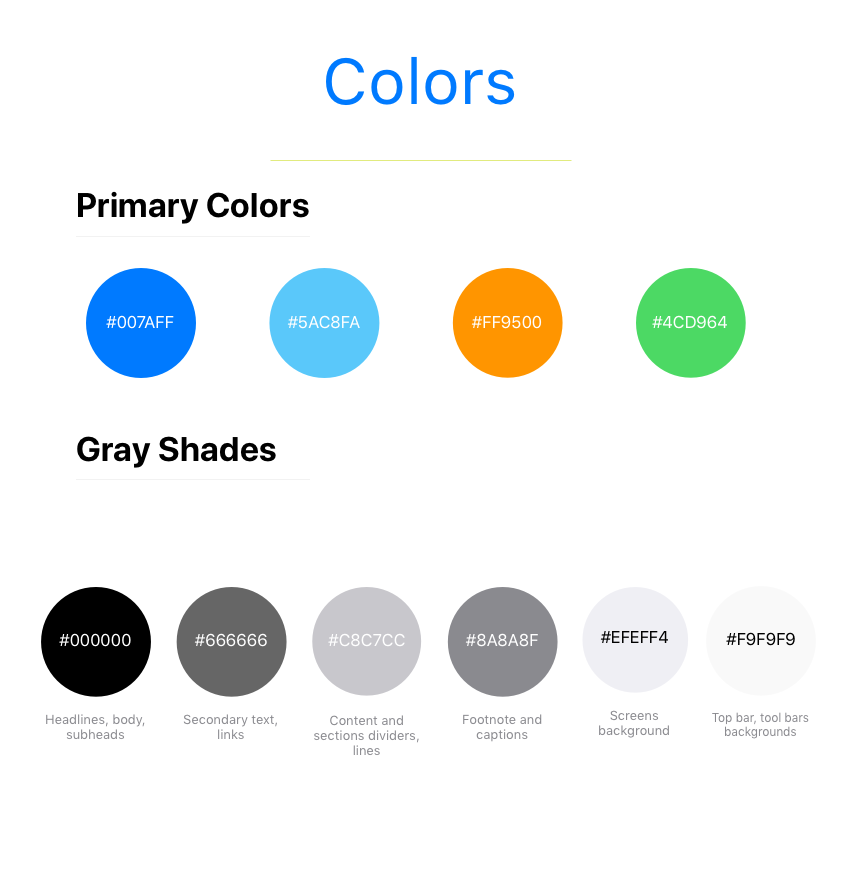 Colors
Primary Colors
#007AFF
#5AC8FA
#FF9500
#4CD964
Gray Shades
#000000
#666666
#C8C7CC
#8A8A8F
#EFEFF4
#F9F9F9
Headlines, body,
subheads
Secondary text,
links
Content and
sections dividers,
lines
Footnote and
captions
Screens
background
Top bar, tool bars
backgrounds